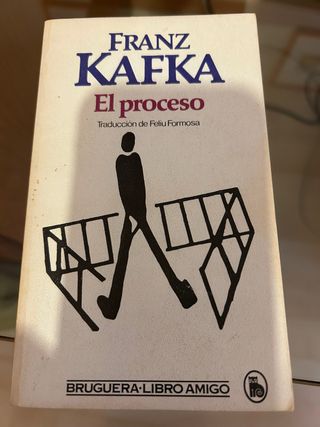 FRANZ
KAFKA
El proceso
Traducción de Feliu Formosa
BRUGUERA·LIBRO AMIGO